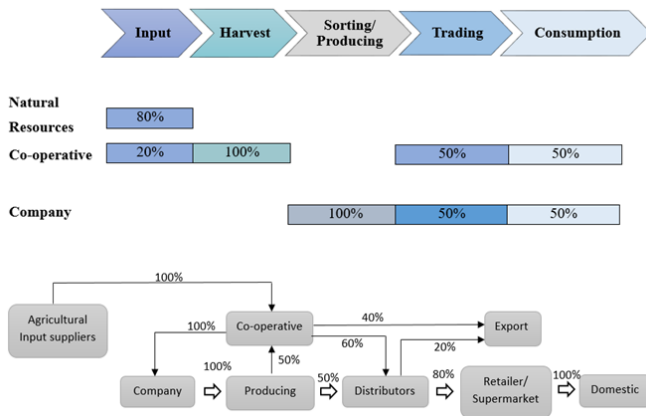 Input
Harvest
Sorting/
Producing
Trading
Consumption
Natural
Resources
80%
Co-operative
20%
100%
50%
50%
Company
100%
50%
50%
100%
Agricultural
Input suppliers
Co-operative
40%
Export
100%
60%
20%
100%
50%
50%
80%
100%
Company
Producing
Distributors
Retailer/
Supermarket
Domestic